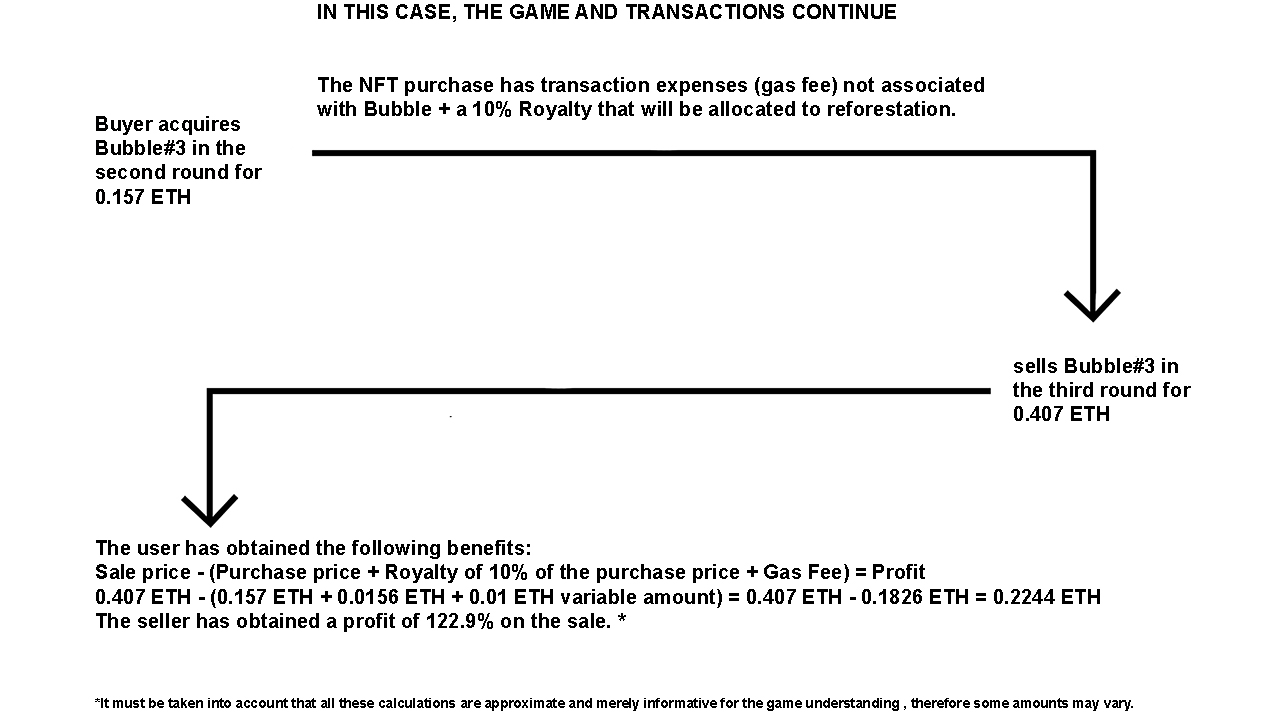 IN THIS CASE, THE GAME AND TRANSACTIONS CONTINUE
The NFT purchase has transaction expenses (gas fee) not associated
with Bubble + a 10% Royalty that will be allocated to reforestation.
Buyer acquires
Bubble#3 in the
second round for
0.157 ETH
sells Bubble#3 in
the third round for
0.407 ETH
The user has obtained the following benefits:
Sale price - (Purchase price + Royalty of 10% of the purchase price + Gas Fee) = Profit
0.407 ETH - (0.157 ETH + 0.0156 ETH + 0.01 ETH variable amount) = 0.407 ETH - 0.1826 ETH = 0.2244 ETH
The seller has obtained a profit of 122.9% on the sale. *
*It must be taken into account that all these calculations are approximate and merely informative for the game understanding , therefore some amounts may vary.